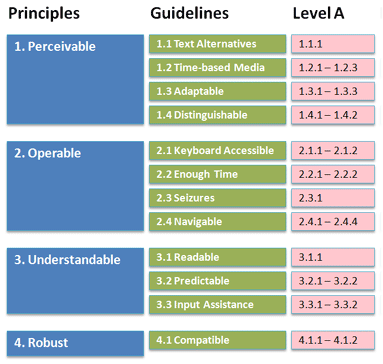 Principles Guidelines Level A
1. Perceivable 1.1 Text Alternatives 1.1.1
1.2 Time-based Media 1.2.1 – 1.2.3
1.3 Adaptable 1.3.1 – 1.3.3
1.4 Distinguishable 1.4.1 – 1.4.2
2. Operable 2.1 Keyboard Accessible 2.1.1 – 2.1.2
2.2 Enough Time 2.2.1 – 2.2.2
2.3 Seizures 2.3.1
2.4 Navigable 2.4.1 – 2.4.4
3. Understandable 3.1 Readable 3.1.1
3.2 Predictable 3.2.1 – 3.2.2
3.3 Input Assistance 3.3.1 – 3.3.2
4. Robust 4.1 Compatible 4.1.1 – 4.1.2